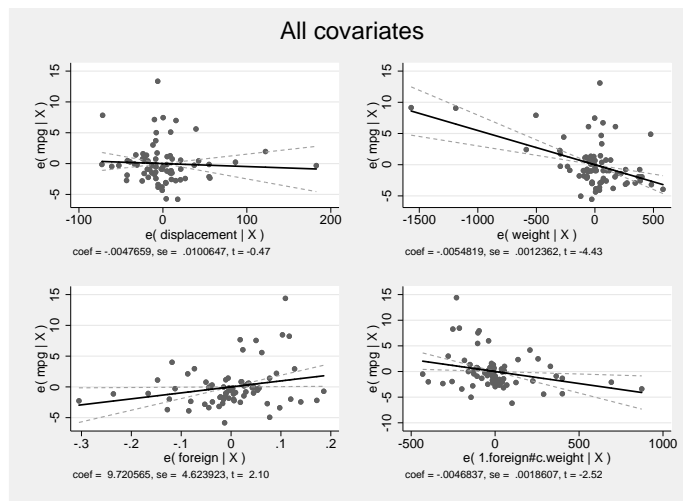 All covariates
15
10
5
0
-5
e( mpg | X )
-100 0 100 200
e( displacement | X )
coef = -.0047659, se = .0100647, t = -0.47
15
10
5
0
-5
e( mpg | X )
-1500 -1000 -500 0 500
e( weight | X )
coef = -.0054819, se = .0012362, t = -4.43
15
10
5
0
-5
e( mpg | X )
-.3 -.2 -.1 0 .1 .2
e( foreign | X )
coef = 9.720565, se = 4.623923, t = 2.10
15
10
5
0
-5
-10
e( mpg | X )
-500 0 500 1000
e( 1.foreign#c.weight | X )
coef = -.0046837, se = .0018607, t = -2.52